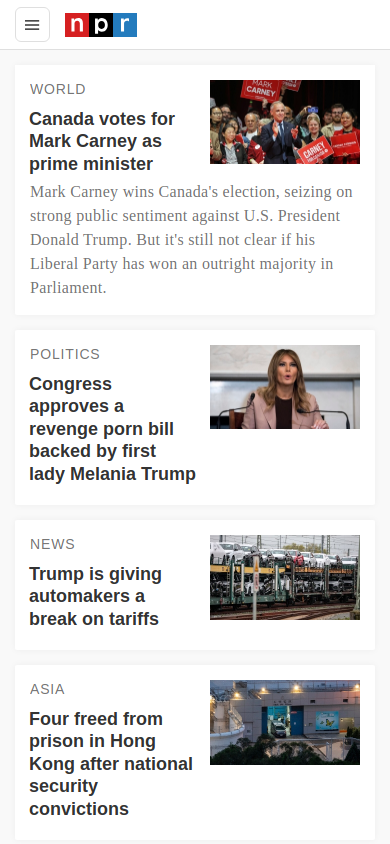 npr
WORLD
Canada votes for
Mark Carney as
prime minister
MARK
CARNEY
CARNEY
Mark Carney wins Canada's election, seizing on
strong public sentiment against U.S. President
Donald Trump. But it's still not clear if his
Liberal Party has won an outright majority in
Parliament.
POLITICS
Congress
approves a
revenge porn bill
backed by first
lady Melania Trump
NEWS
Trump is giving
automakers a
break on tariffs
ASIA
Four freed from
prison in Hong
Kong after national
security
convictions